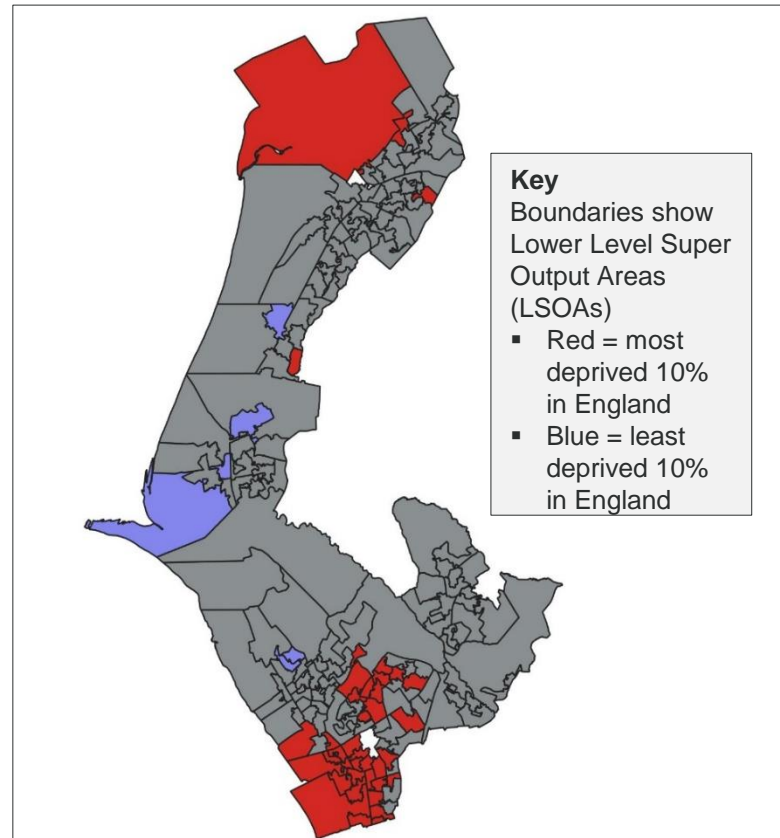 Key
Boundaries show
Lower Level Super
Output Areas
(LSOAs)
▪ Red = most
deprived 10%
in England
▪ Blue = least
deprived 10%
in England